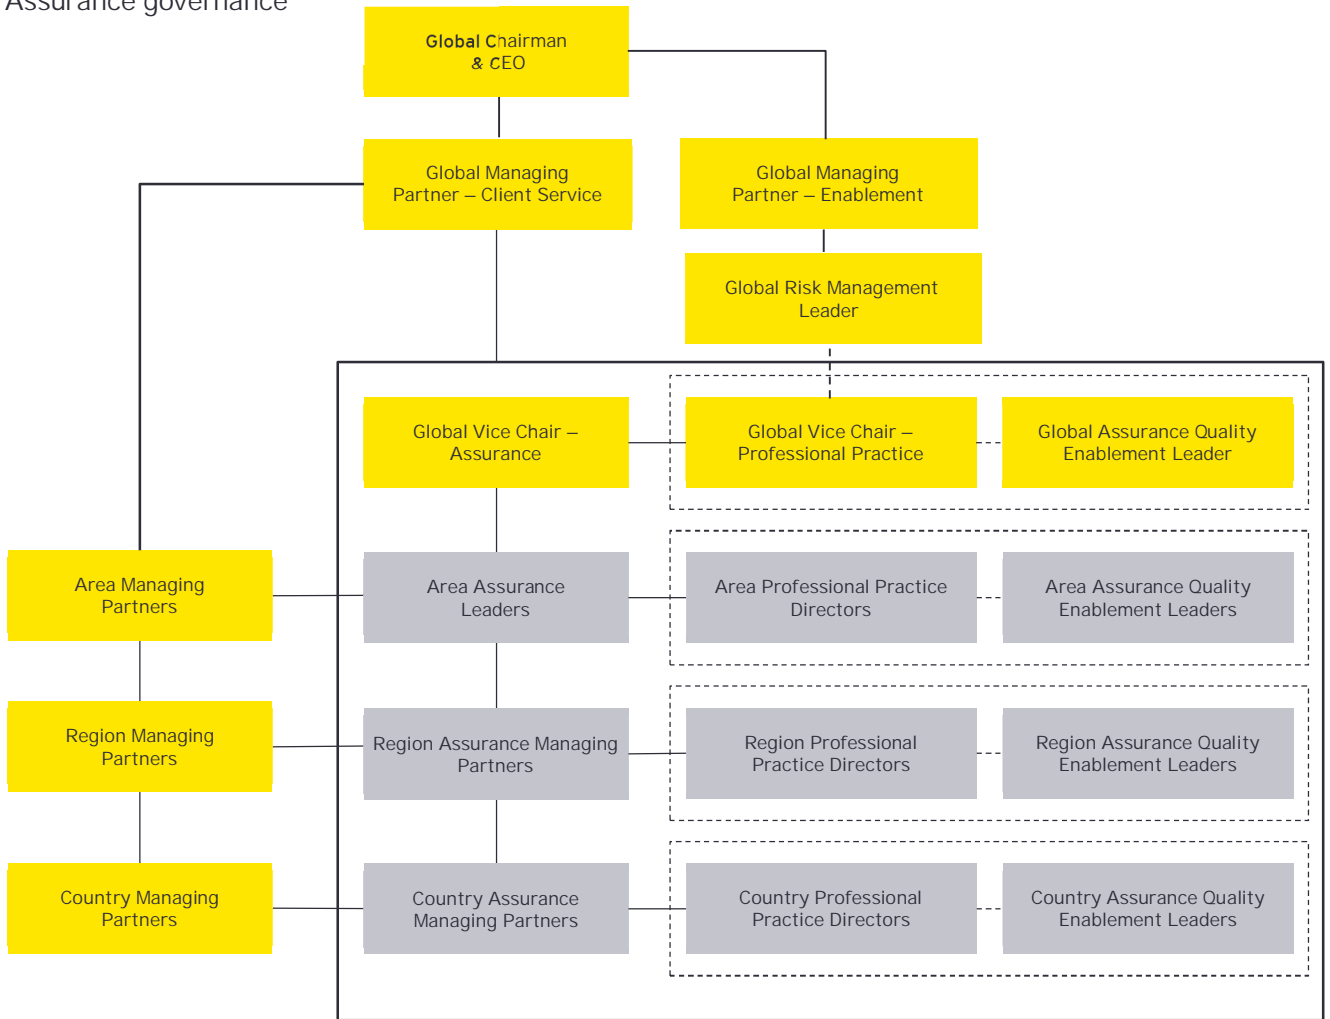 Assurance governance
Global Chairman
& CEO
Global Managing
Partner – Client Service
Global Managing
Partner – Enablement
Global Risk Management
Leader
Global Vice Chair –
Assurance
Global Vice Chair –
Professional Practice
Global Assurance Quality
Enablement Leader
Area Managing
Partners
Area Assurance
Leaders
Area Professional Practice
Directors
Area Assurance Quality
Enablement Leaders
Region Managing
Partners
Region Assurance Managing
Partners
Region Professional
Practice Directors
Region Assurance Quality
Enablement Leaders
Country Managing
Partners
Country Assurance
Managing Partners
Country Professional
Practice Directors
Country Assurance Quality
Enablement Leaders